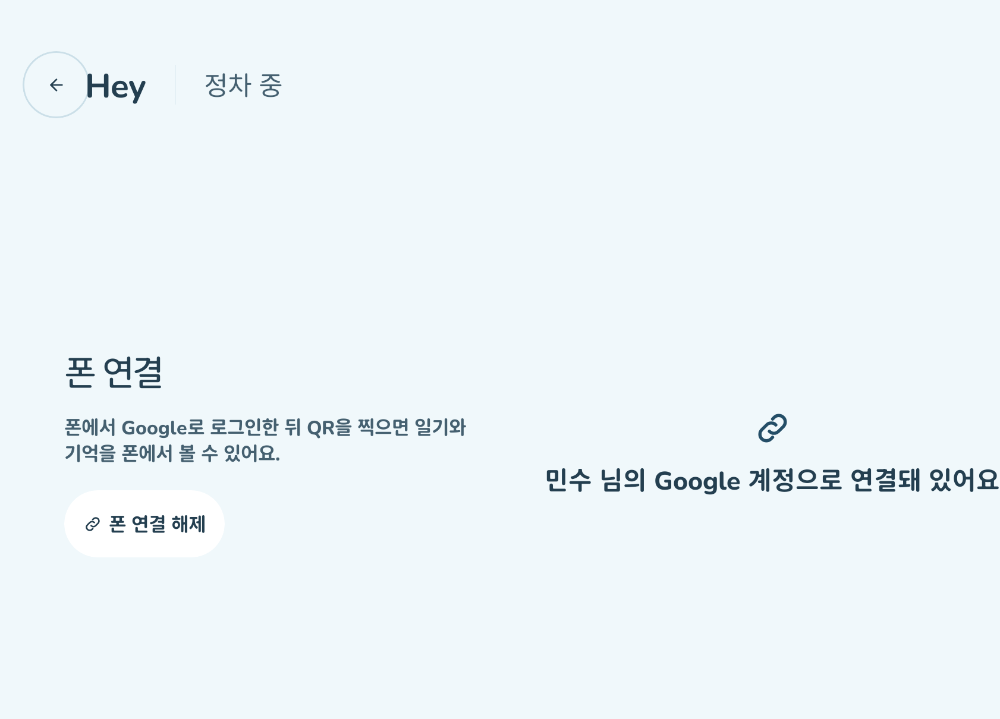 Hey
정차 중
폰 연결
폰에서 Google로 로그인한 뒤 QR을 찍으면 일기와
기억을 폰에서 볼 수 있어요.
폰 연결 해제
민수 님의 Google 계정으로 연결돼 있어요